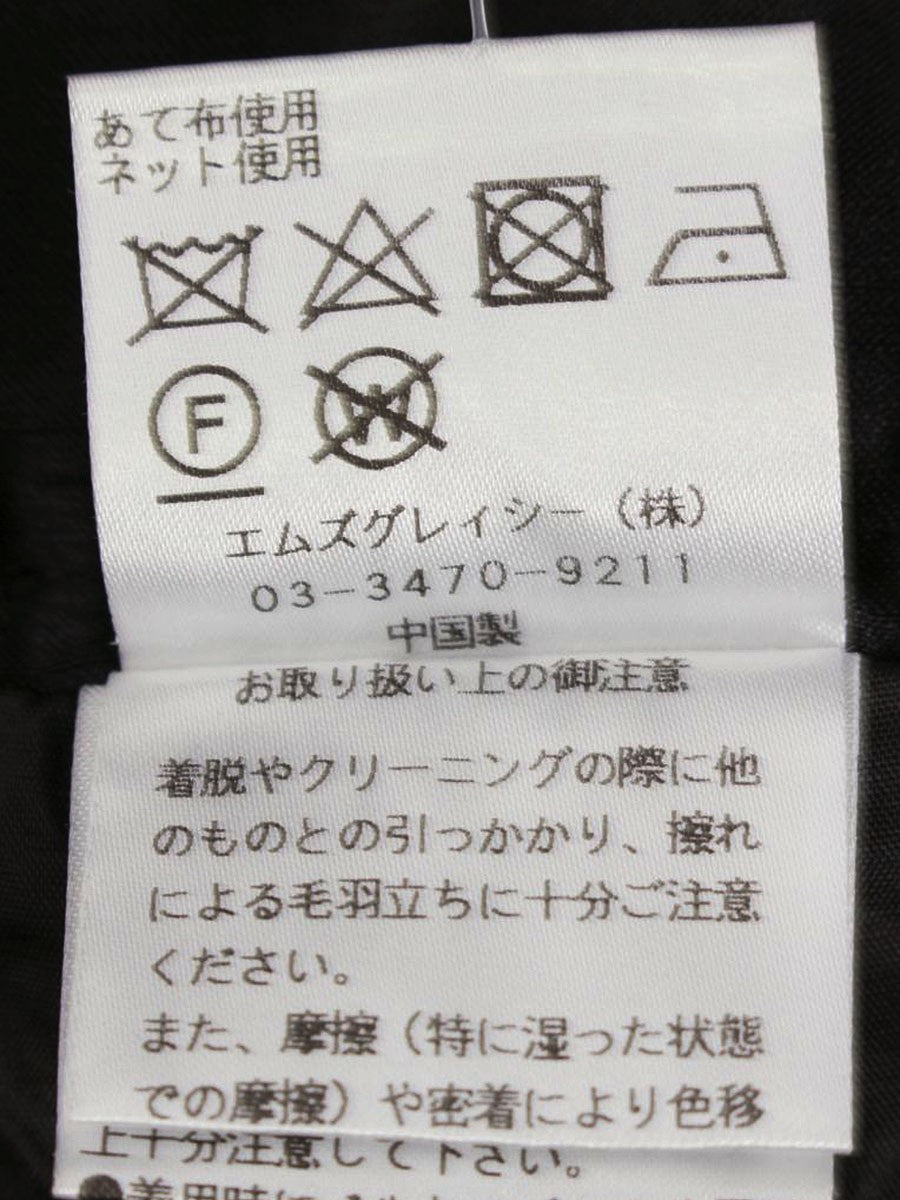 あて布使用
ネット使用
F
W
エムズグレイシー（株）
03-3470-9211
中国製
お取り扱い上の御注意
着脱やクリーニングの際に他
のものとの引っかかり、擦れ
による毛羽立ちに十分ご注意
ください。
また、摩擦（特に湿った状態
での摩擦）や密着により色移
上十分注意して下さい。
●着用時に